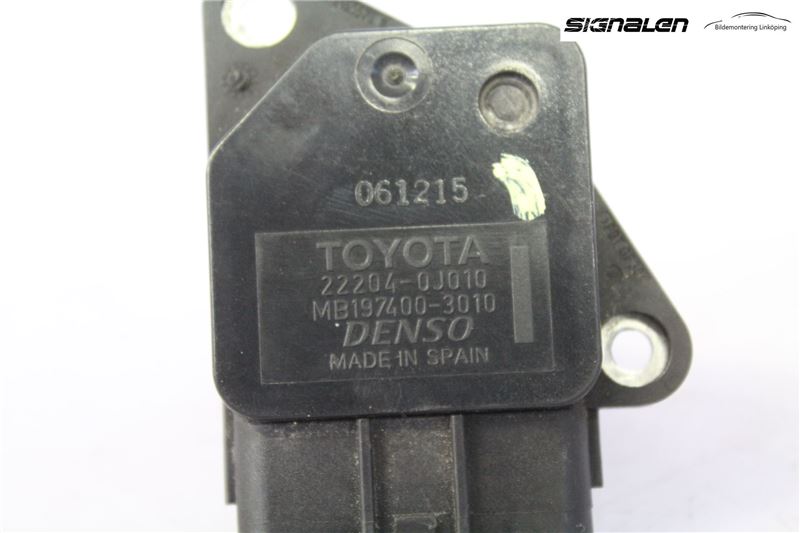 SIGNALEN
Bildemontering Linköping
061215
TOYOTA
22204-0J010
MB197400-3010
DENSO
MADE IN SPAIN